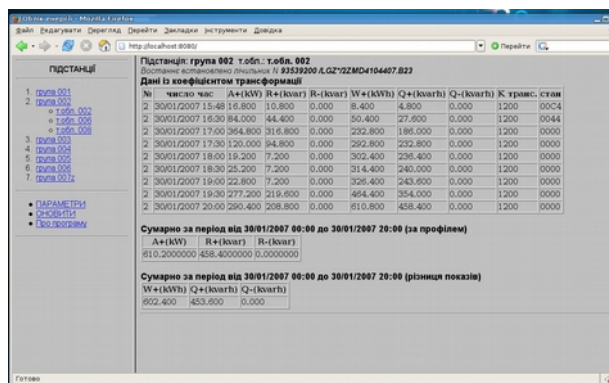 Облік енергії - Mozilla Firefox
Файл Редагувати Перегляд Перейти Закладки Інструменти Довідка
http://localhost:8080/ Перейти
ПІДСТАНЦІЇ
1. група 001
2. група 002
т.обл. 002
т.обл. 006
т.обл. 008
3. група 003
4. група 004
5. група 005
6. група 006
7. група 007z
ПАРАМЕТРИ
ОНОВИТИ
Про програму
Підстанція: група 002 т.обл.: т.обл. 002
Востаннє встановлено лічильник N 93539200 /LGZ\2ZMD4104407.B23
Дані із коефіцієнтом трансформації
№ число час A+(kW) R+(kvar) R-(kvar) W+(kWh) Q+(kvarh) Q-(kvarh) К транс. стан
2 30/01/2007 15:48 16.800 10.800 0.000 8.400 4.800 0.000 1200 00C4
2 30/01/2007 16:30 84.000 44.400 0.000 50.400 27.600 0.000 1200 0044
2 30/01/2007 17:00 364.800 316.800 0.000 232.800 186.000 0.000 1200 0000
2 30/01/2007 17:30 120.000 94.800 0.000 292.800 232.800 0.000 1200 0000
2 30/01/2007 18:00 19.200 7.200 0.000 302.400 236.400 0.000 1200 0000
2 30/01/2007 18:30 25.200 7.200 0.000 314.400 240.000 0.000 1200 0000
2 30/01/2007 19:00 22.800 7.200 0.000 326.400 243.600 0.000 1200 0000
2 30/01/2007 19:30 277.200 219.600 0.000 464.400 354.000 0.000 1200 0000
2 30/01/2007 20:00 290.400 208.800 0.000 610.800 458.400 0.000 1200 0000
Сумарно за період від 30/01/2007 00:00 до 30/01/2007 20:00 (за профілем)
A+(kW) R+(kvar) R-(kvar)
610.2000000 458.4000000 0.0000000
Сумарно за період від 30/01/2007 00:00 до 30/01/2007 20:00 (різниця показів)
W+(kWh) Q+(kvarh) Q-(kvarh)
602.400 453.600 0.000
Готово